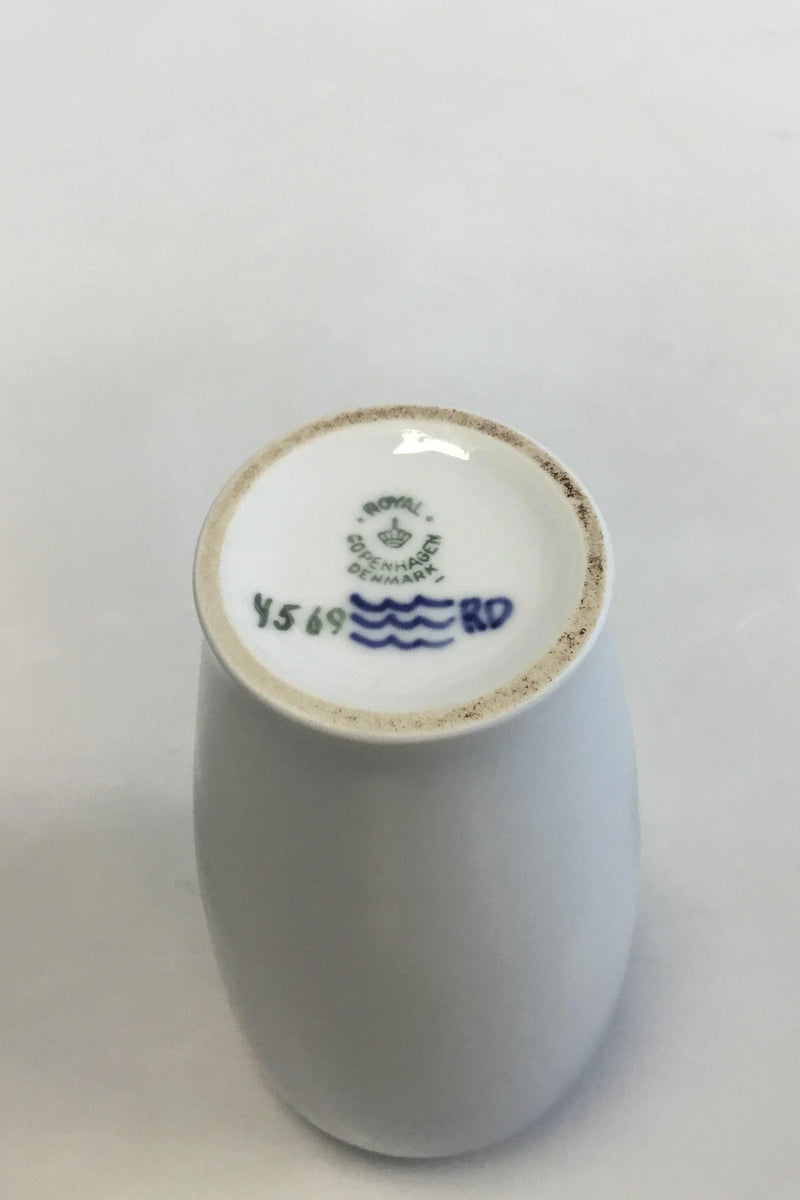 ROYAL
COPENHAGEN
DENMARK
4569 RD